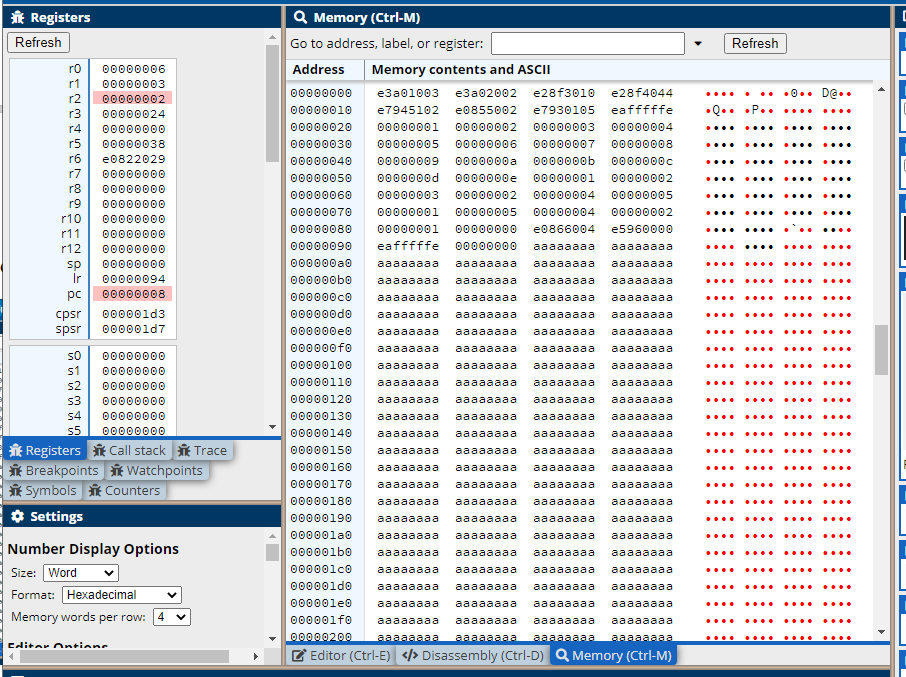 Registers
Refresh
r0 00000006
r1 00000003
r2 00000002
r3 00000024
r4 00000000
r5 00000038
r6 e0822029
r7 00000000
r8 00000000
r9 00000000
r10 00000000
r11 00000000
r12 00000000
sp 00000000
lr 00000094
pc 00000008
cpsr 000001d3
spsr 000001d7
s0 00000000
s1 00000000
s2 00000000
s3 00000000
s4 00000000
s5 00000000
Registers Call stack Trace
Breakpoints Watchpoints
Symbols Counters
Settings
Number Display Options
Size: Word
Format: Hexadecimal
Memory words per row: 4
Editor Options
Memory (Ctrl-M)
Go to address, label, or register: Refresh
Address Memory contents and ASCII
00000000 e3a01003 e3a02002 e28f3010 e28f4044 •••• • •• •0•• D@••
00000010 e7945102 e0855002 e7930105 eafffffe •Q•• •P•• •••• ••••
00000020 00000001 00000002 00000003 00000004 •••• •••• •••• ••••
00000030 00000005 00000006 00000007 00000008 •••• •••• •••• ••••
00000040 00000009 0000000a 0000000b 0000000c •••• •••• •••• ••••
00000050 0000000d 0000000e 00000001 00000002 •••• •••• •••• ••••
00000060 00000003 00000002 00000004 00000005 •••• •••• •••• ••••
00000070 00000001 00000005 00000004 00000002 •••• •••• •••• ••••
00000080 00000001 00000000 e0866004 e5960000 •••• •••• •`•• ••••
00000090 eafffffe 00000000 aaaaaaaa aaaaaaaa •••• •••• •••• ••••
000000a0 aaaaaaaa aaaaaaaa aaaaaaaa aaaaaaaa •••• •••• •••• ••••
000000b0 aaaaaaaa aaaaaaaa aaaaaaaa aaaaaaaa •••• •••• •••• ••••
000000c0 aaaaaaaa aaaaaaaa aaaaaaaa aaaaaaaa •••• •••• •••• ••••
000000d0 aaaaaaaa aaaaaaaa aaaaaaaa aaaaaaaa •••• •••• •••• ••••
000000e0 aaaaaaaa aaaaaaaa aaaaaaaa aaaaaaaa •••• •••• •••• ••••
000000f0 aaaaaaaa aaaaaaaa aaaaaaaa aaaaaaaa •••• •••• •••• ••••
00000100 aaaaaaaa aaaaaaaa aaaaaaaa aaaaaaaa •••• •••• •••• ••••
00000110 aaaaaaaa aaaaaaaa aaaaaaaa aaaaaaaa •••• •••• •••• ••••
00000120 aaaaaaaa aaaaaaaa aaaaaaaa aaaaaaaa •••• •••• •••• ••••
00000130 aaaaaaaa aaaaaaaa aaaaaaaa aaaaaaaa •••• •••• •••• ••••
00000140 aaaaaaaa aaaaaaaa aaaaaaaa aaaaaaaa •••• •••• •••• ••••
00000150 aaaaaaaa aaaaaaaa aaaaaaaa aaaaaaaa •••• •••• •••• ••••
00000160 aaaaaaaa aaaaaaaa aaaaaaaa aaaaaaaa •••• •••• •••• ••••
00000170 aaaaaaaa aaaaaaaa aaaaaaaa aaaaaaaa •••• •••• •••• ••••
00000180 aaaaaaaa aaaaaaaa aaaaaaaa aaaaaaaa •••• •••• •••• ••••
00000190 aaaaaaaa aaaaaaaa aaaaaaaa aaaaaaaa •••• •••• •••• ••••
000001a0 aaaaaaaa aaaaaaaa aaaaaaaa aaaaaaaa •••• •••• •••• ••••
000001b0 aaaaaaaa aaaaaaaa aaaaaaaa aaaaaaaa •••• •••• •••• ••••
000001c0 aaaaaaaa aaaaaaaa aaaaaaaa aaaaaaaa •••• •••• •••• ••••
000001d0 aaaaaaaa aaaaaaaa aaaaaaaa aaaaaaaa •••• •••• •••• ••••
000001e0 aaaaaaaa aaaaaaaa aaaaaaaa aaaaaaaa •••• •••• •••• ••••
000001f0 aaaaaaaa aaaaaaaa aaaaaaaa aaaaaaaa •••• •••• •••• ••••
00000200 aaaaaaaa aaaaaaaa aaaaaaaa aaaaaaaa •••• •••• •••• ••••
Editor (Ctrl-E) Disassembly (Ctrl-D) Memory (Ctrl-M)